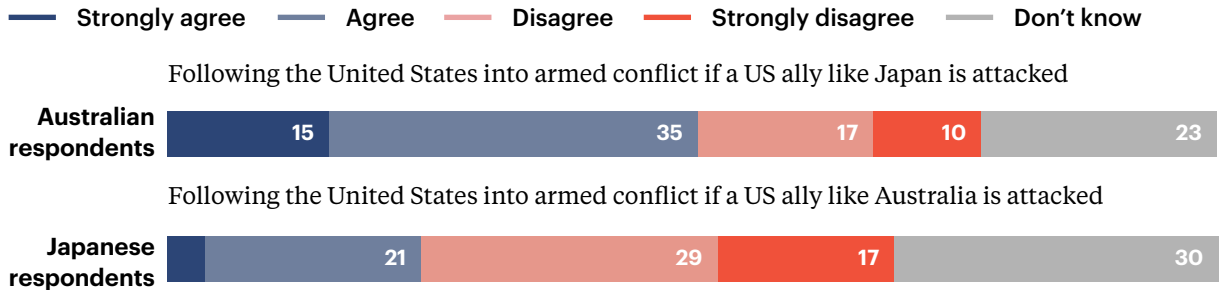 Strongly agree Agree Disagree Strongly disagree Don't know
Following the United States into armed conflict if a US ally like Japan is attacked
Australian
respondents
15 35 17 10 23
Following the United States into armed conflict if a US ally like Australia is attacked
Japanese
respondents
21 29 17 30